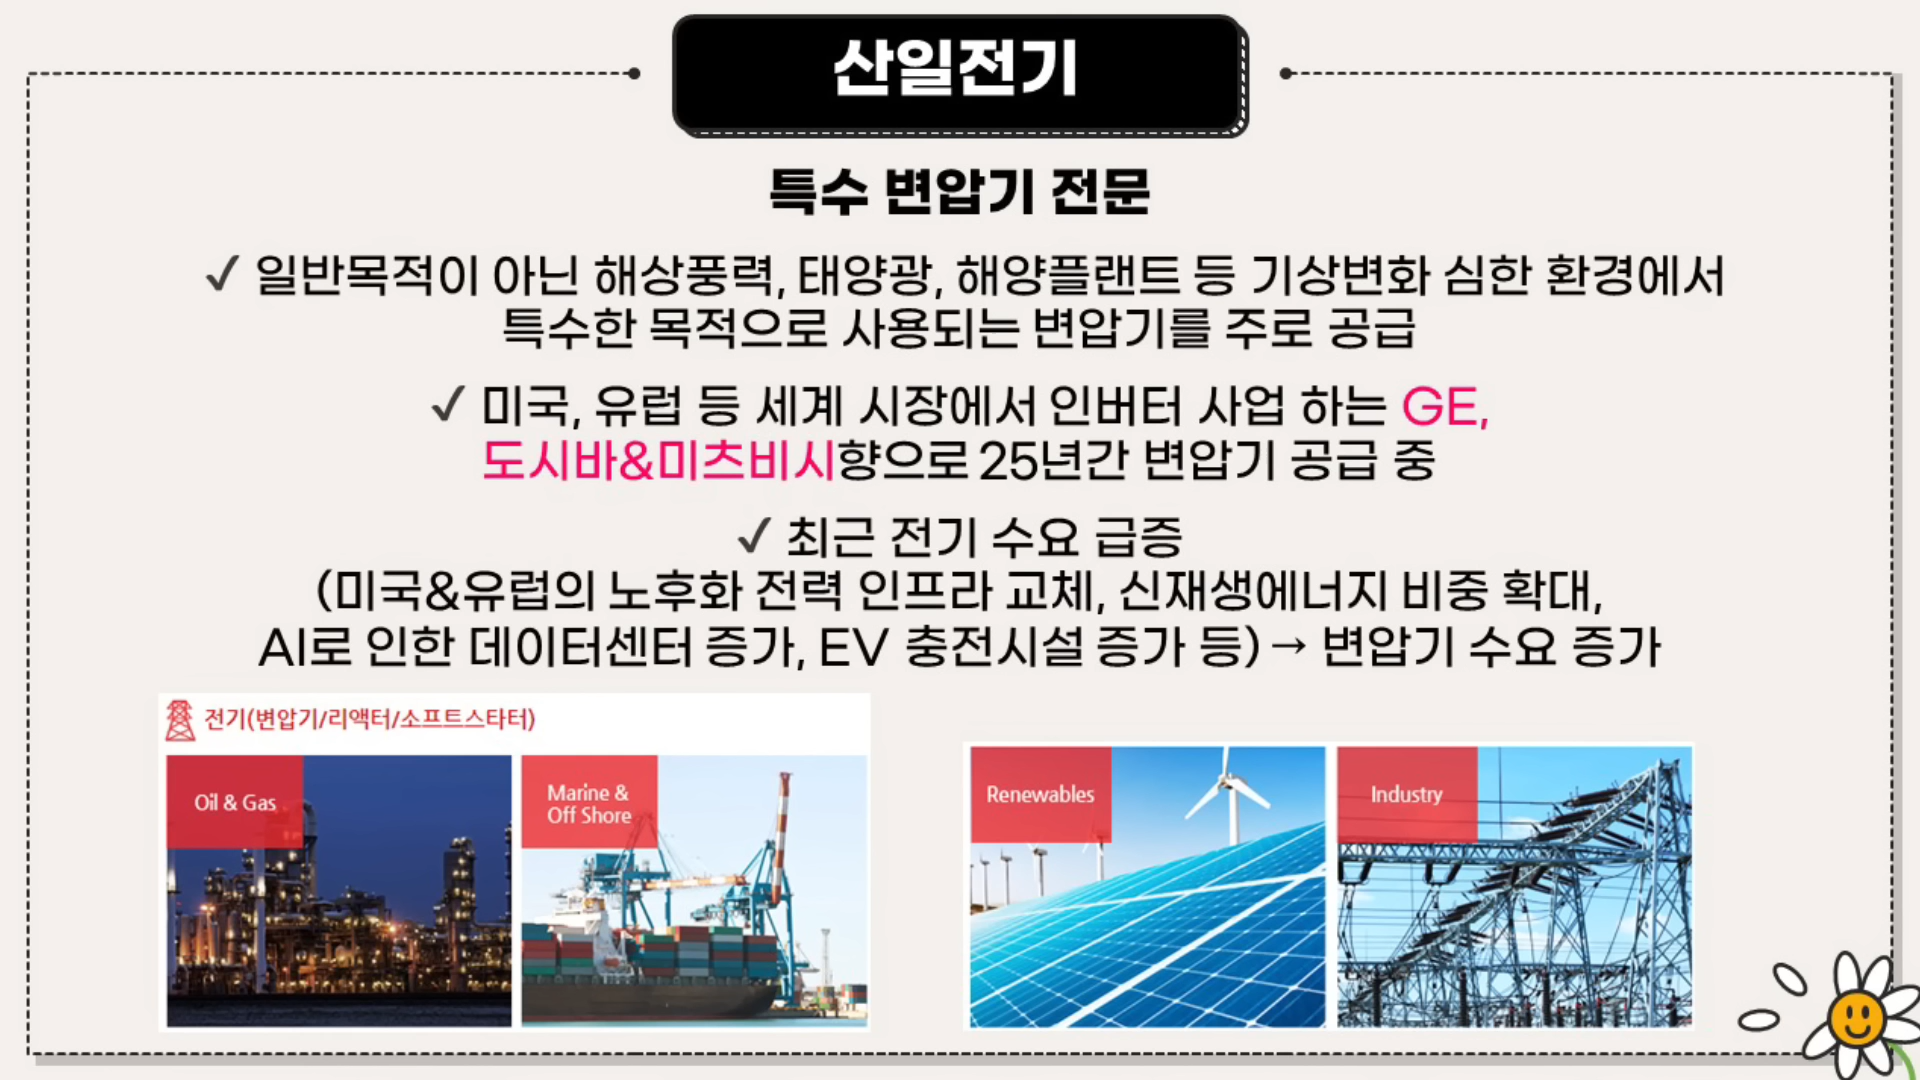 산일전기
특수 변압기 전문
✓ 일반목적이 아닌 해상풍력, 태양광, 해양플랜트 등 기상변화 심한 환경에서
특수한 목적으로 사용되는 변압기를 주로 공급
✓ 미국, 유럽 등 세계 시장에서 인버터 사업 하는 GE,
도시바&미츠비시향으로 25년간 변압기 공급 중
✓ 최근 전기 수요 급증
(미국&유럽의 노후화 전력 인프라 교체, 신재생에너지 비중 확대,
AI로 인한 데이터센터 증가, EV 충전시설 증가 등) → 변압기 수요 증가
전기(변압기/리액터/소프트스타터)
Oil & Gas
Marine &
Off Shore
Renewables
Industry